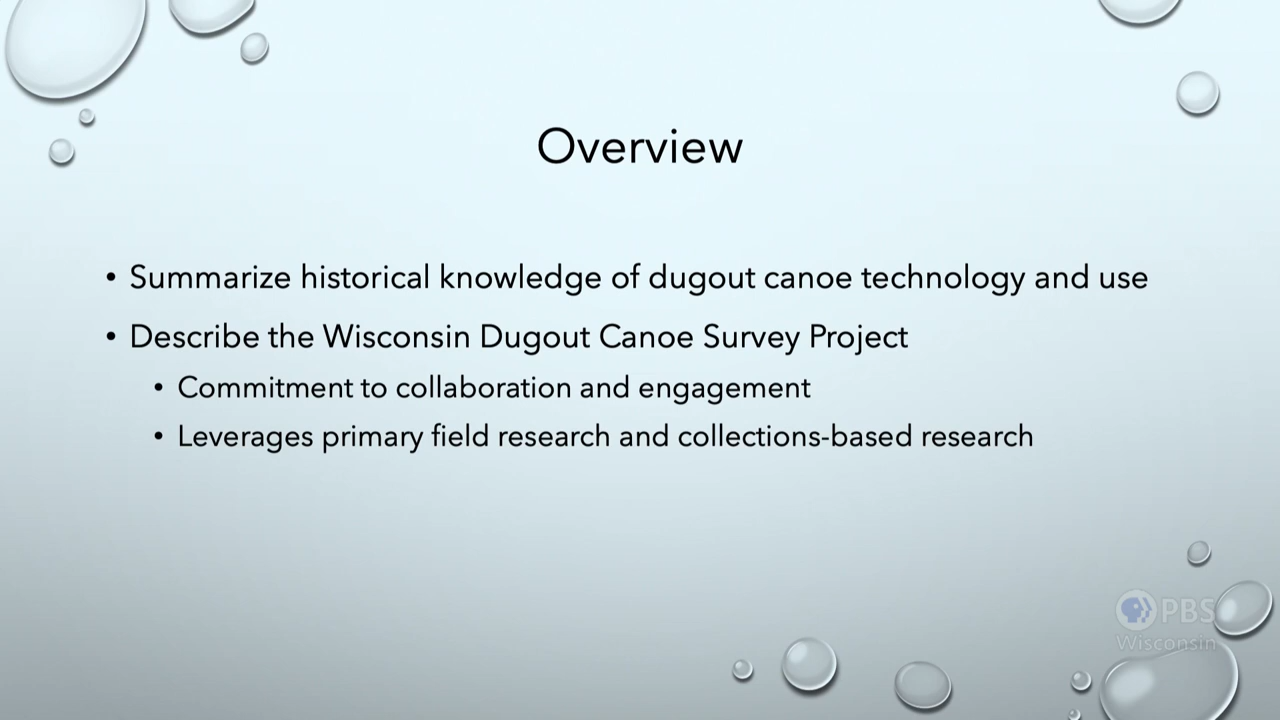 Overview
• Summarize historical knowledge of dugout canoe technology and use
• Describe the Wisconsin Dugout Canoe Survey Project
• Commitment to collaboration and engagement
• Leverages primary field research and collections-based research
PBS
Wisconsin